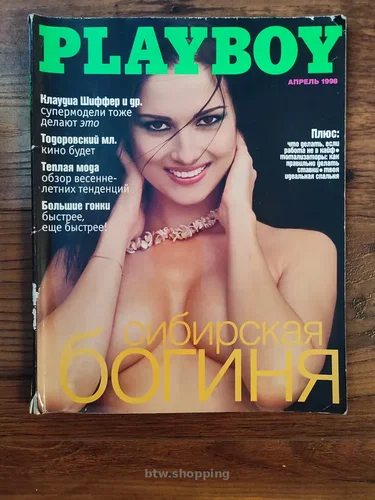 PLAYBOY
АПРЕЛЬ 1998
Клаудиа Шиффер и др.
супермодели тоже
делают это
Тодоровский мл.
кино будет
Теплая мода
обзор весенне-
летних тенденций
Большие гонки
быстрее,
еще быстрее!
Плюс:
что делать, если
работа не в кайф •
тотализаторы: как
правильно делать
ставки • твоя
идеальная спальня
сибирская
богиня
btw.shopping